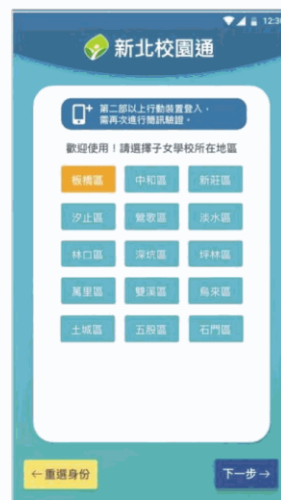 12:30
新北校園通
第二部以上行動裝置登入，
需再次進行簡訊驗證。
歡迎使用！請選擇子女學校所在地區
板橋區 中和區 新莊區
汐止區 鶯歌區 淡水區
林口區 深坑區 坪林區
萬里區 雙溪區 烏來區
土城區 五股區 石門區
←重選身份 下一步→